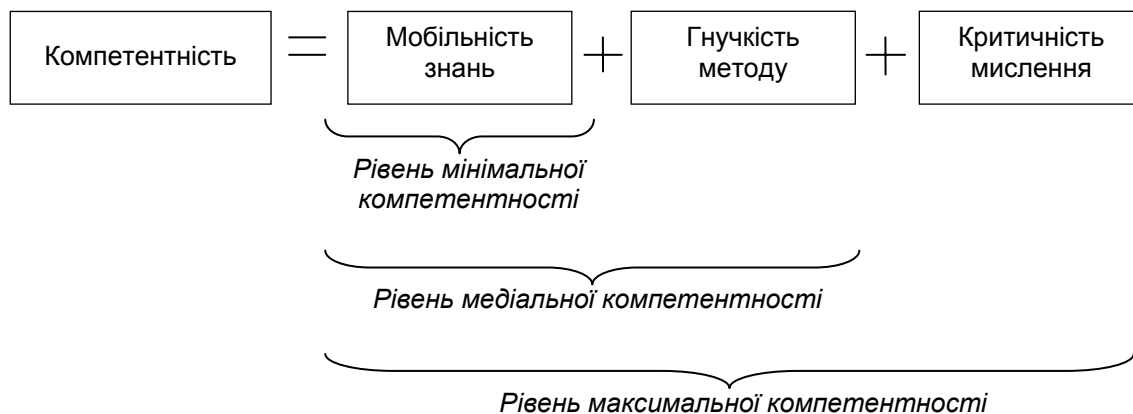 Компетентність
=
Мобільність
знань
+
Гнучкість
методу
+
Критичність
мислення
Рівень мінімальної
компетентності
Рівень медіальної компетентності
Рівень максимальної компетентності